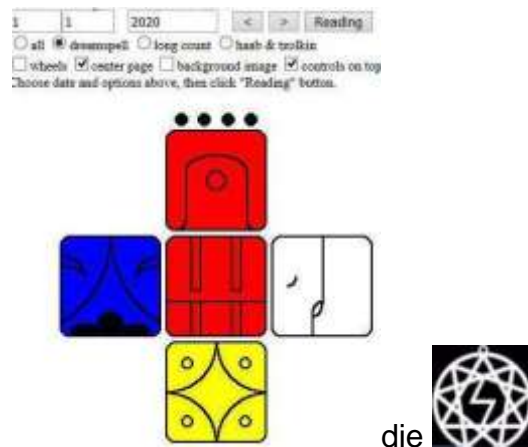 1 1 2020 < > Reading
all dreamspell long count haab & tzolkin
wheels center page background image controls on top
Choose date and options above, then click "Reading" button.
die